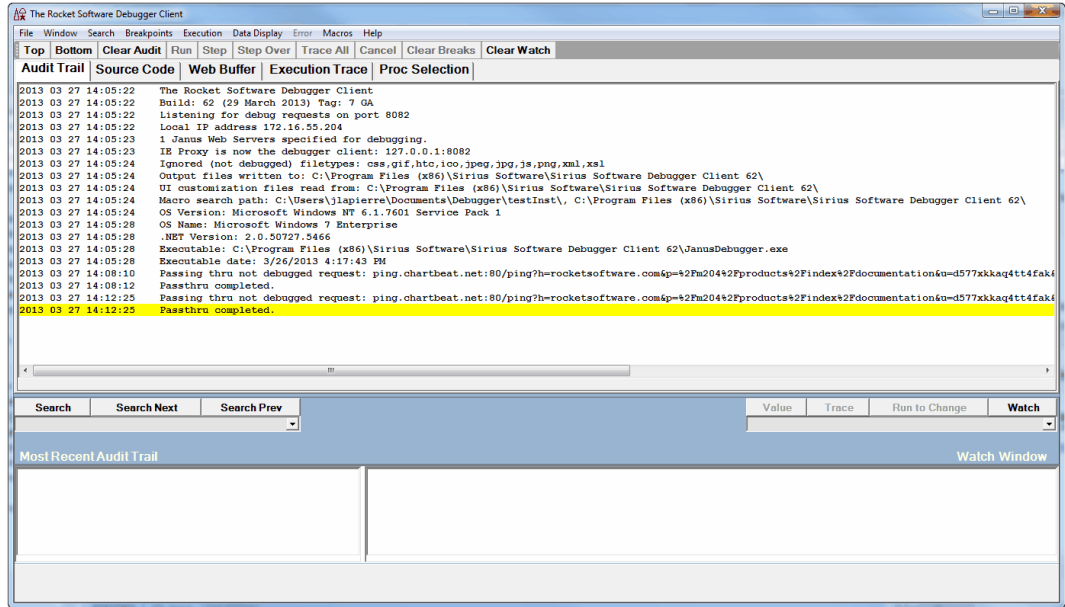 The Rocket Software Debugger Client
File Window Search Breakpoints Execution Data Display Error Macros Help
Top Bottom Clear Audit Run Step Step Over Trace All Cancel Clear Breaks Clear Watch
Audit Trail Source Code Web Buffer Execution Trace Proc Selection
2013 03 27 14:05:22 The Rocket Software Debugger Client
2013 03 27 14:05:22 Build: 62 (29 March 2013) Tag: 7 GA
2013 03 27 14:05:22 Listening for debug requests on port 8082
2013 03 27 14:05:22 Local IP address 172.16.55.204
2013 03 27 14:05:23 1 Janus Web Servers specified for debugging.
2013 03 27 14:05:23 IE Proxy is now the debugger client: 127.0.0.1:8082
2013 03 27 14:05:24 Ignored (not debugged) filetypes: css,gif,htc,ico,jpeg,jpg,js,png,xml,xsl
2013 03 27 14:05:24 Output files written to: C:\Program Files (x86)\Sirius Software\Sirius Software Debugger Client 62\
2013 03 27 14:05:24 UI customization files read from: C:\Program Files (x86)\Sirius Software\Sirius Software Debugger Client 62\
2013 03 27 14:05:24 Macro search path: C:\Users\jlapierre\Documents\Debugger\testInst\, C:\Program Files (x86)\Sirius Software\Sirius Software Debugger Client 62\
2013 03 27 14:05:24 OS Version: Microsoft Windows NT 6.1.7601 Service Pack 1
2013 03 27 14:05:28 OS Name: Microsoft Windows 7 Enterprise
2013 03 27 14:05:28 .NET Version: 2.0.50727.5466
2013 03 27 14:05:28 Executable: C:\Program Files (x86)\Sirius Software\Sirius Software Debugger Client 62\JanusDebugger.exe
2013 03 27 14:05:28 Executable date: 3/26/2013 4:17:43 PM
2013 03 27 14:08:10 Passing thru not debugged request: ping.chartbeat.net:80/ping?h=rocketsoftware.com&p=%2Fm204%2Fproducts%2Findex%2Fdocumentation&u=d577xkkaq4tt4fak&
2013 03 27 14:08:12 Passthru completed.
2013 03 27 14:12:25 Passing thru not debugged request: ping.chartbeat.net:80/ping?h=rocketsoftware.com&p=%2Fm204%2Fproducts%2Findex%2Fdocumentation&u=d577xkkaq4tt4fak&
2013 03 27 14:12:25 Passthru completed.
Search Search Next Search Prev Value Trace Run to Change Watch
Most Recent Audit Trail Watch Window